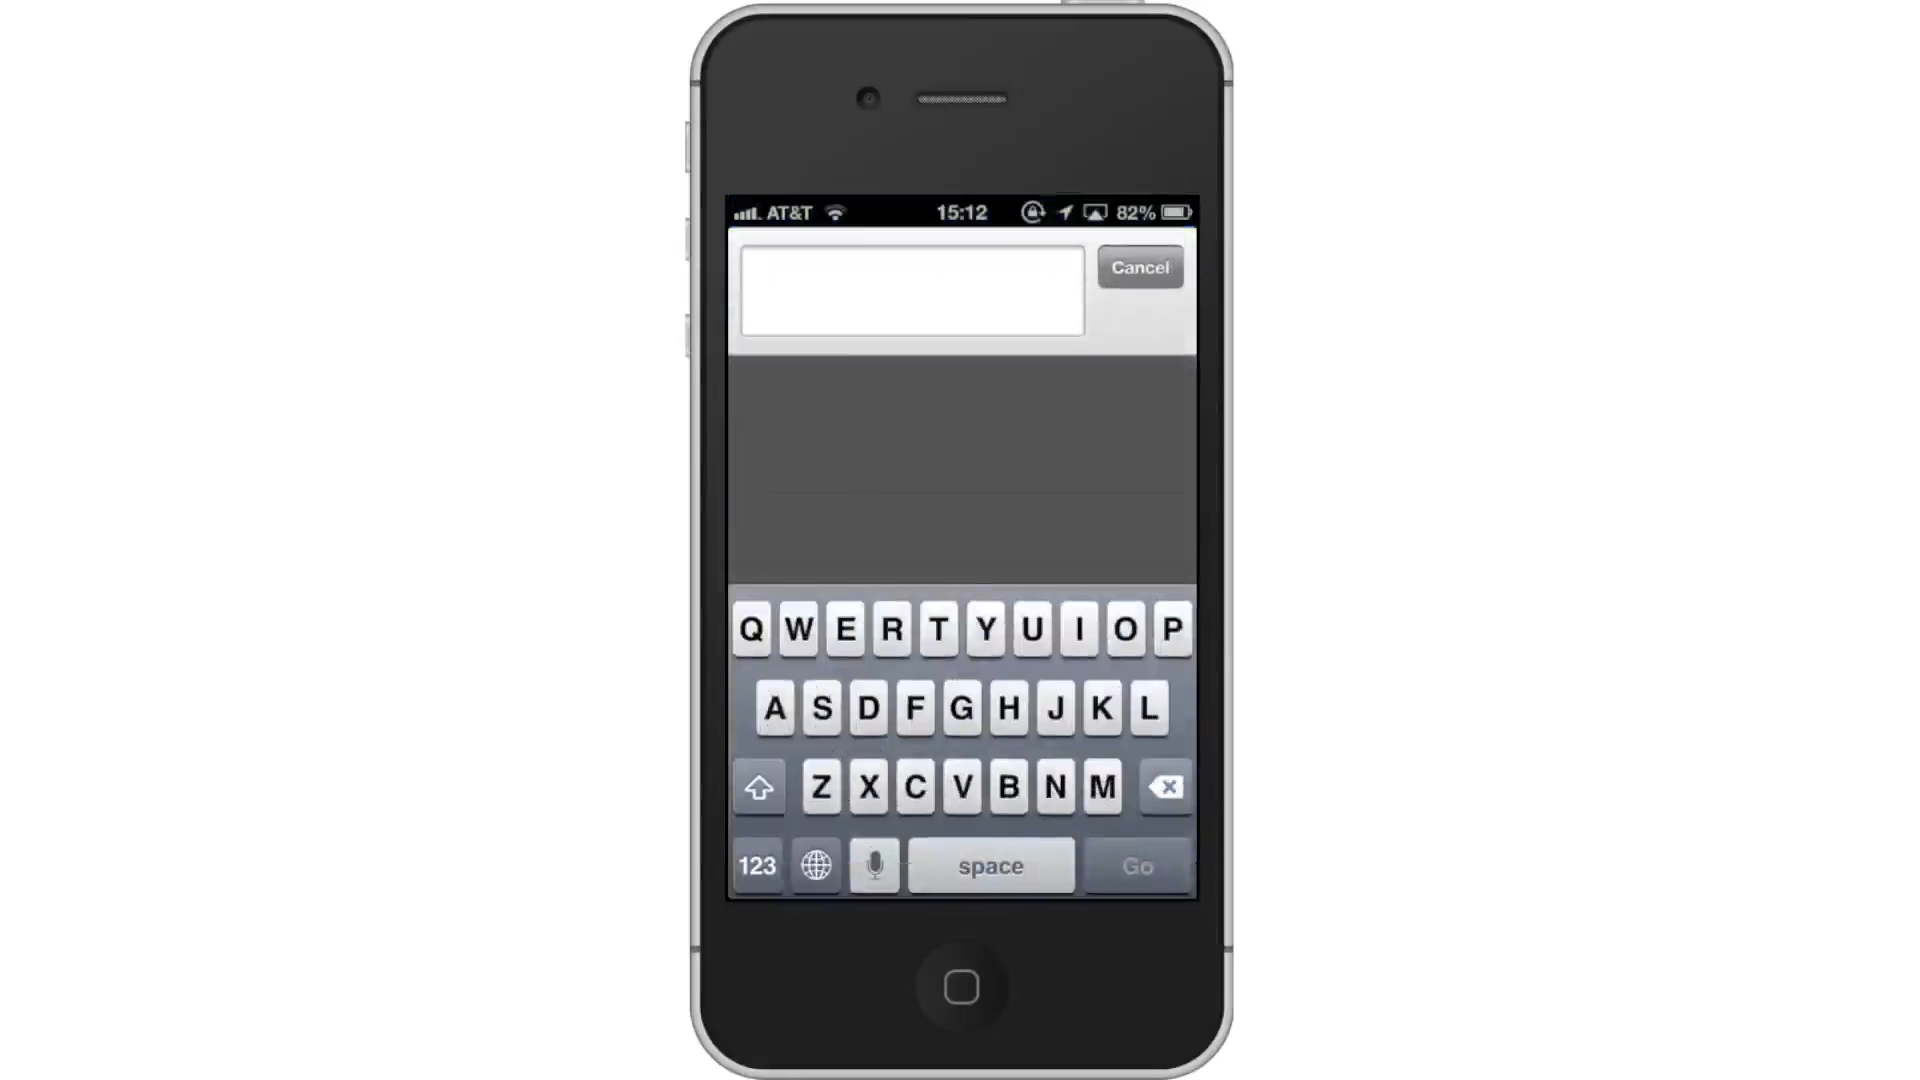 AT&T 15:12 82%
Cancel
Q W E R T Y U I O P
A S D F G H J K L
Z X C V B N M
123 space Go